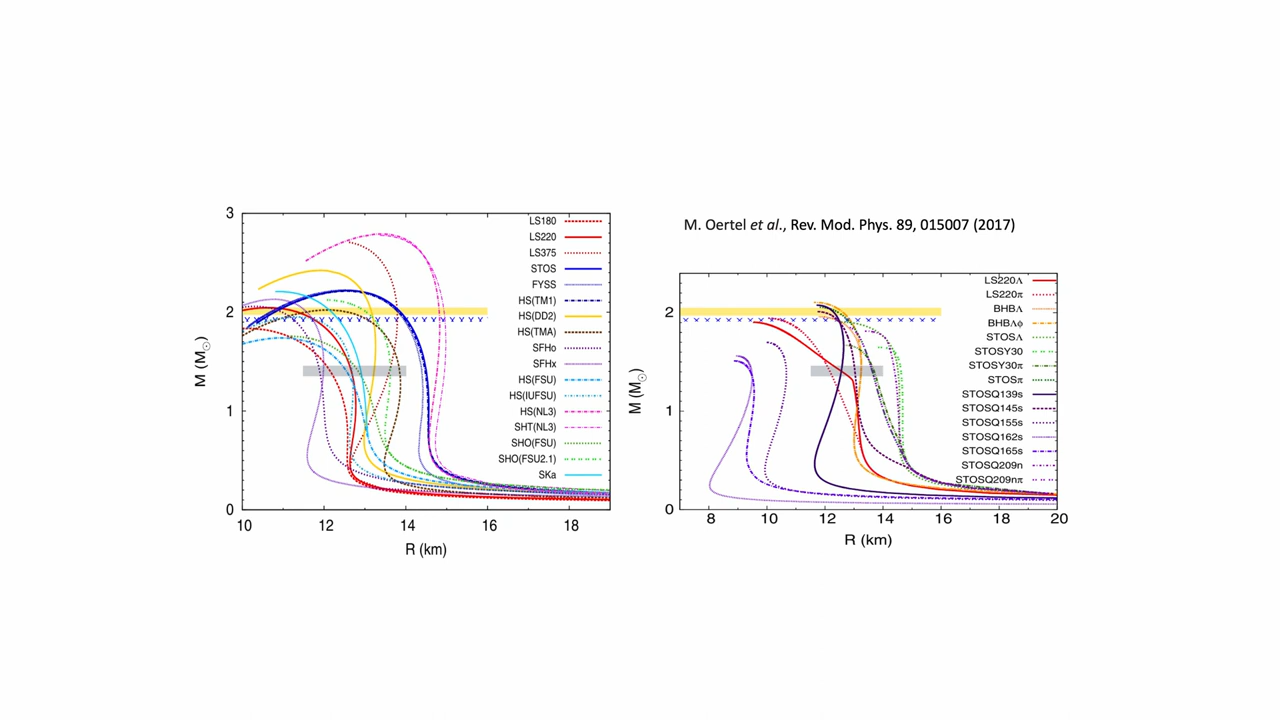 M. Oertel et al., Rev. Mod. Phys. 89, 015007 (2017)
3
2
1
0
M (M☉)
10
12
14
16
18
R (km)
LS180
LS220
LS375
STOS
FYSS
HS(TM1)
HS(DD2)
HS(TMA)
SFHo
SFHx
HS(FSU)
HS(IUFSU)
HS(NL3)
SHT(NL3)
SHO(FSU)
SHO(FSU2.1)
SKa
2
1
0
M (M☉)
8
10
12
14
16
18
20
R (km)
LS220Λ
LS220π
BHBΛ
BHBΛϕ
STOSΛ
STOSY30
STOSY30π
STOSπ
STOSQ139s
STOSQ145s
STOSQ155s
STOSQ162s
STOSQ165s
STOSQ209n
STOSQ209nπ